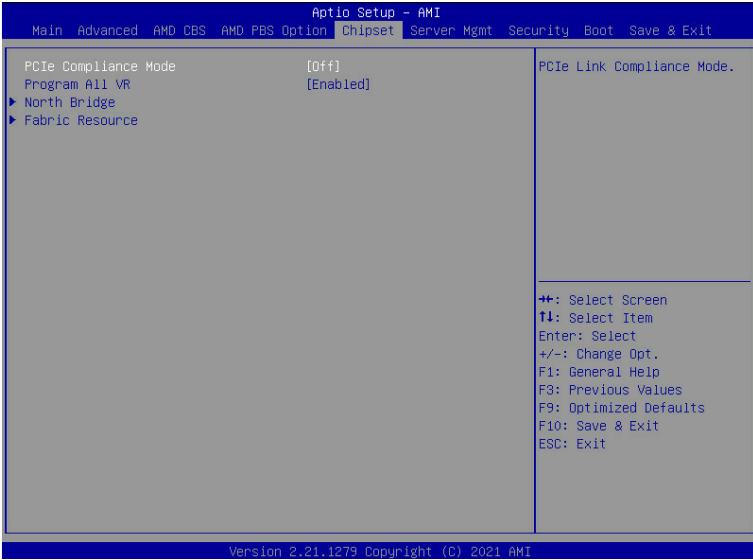 Aptio Setup – AMI
Main Advanced AMD CBS AMD PBS Option Chipset Server Mgmt Security Boot Save & Exit
PCIe Compliance Mode [Off]
Program All VR [Enabled]
North Bridge
Fabric Resource
PCIe Link Compliance Mode.
→←: Select Screen
↑↓: Select Item
Enter: Select
+/-: Change Opt.
F1: General Help
F3: Previous Values
F9: Optimized Defaults
F10: Save & Exit
ESC: Exit
Version 2.21.1279 Copyright (C) 2021 AMI